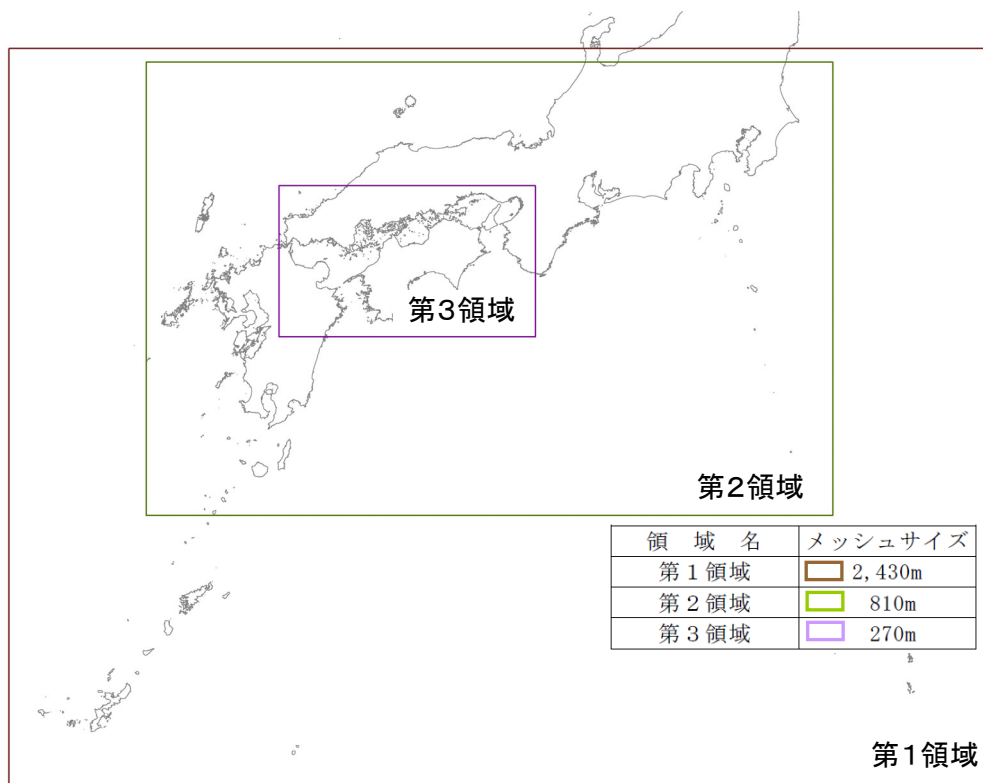 第3領域
第2領域
領 域 名 メッシュサイズ
第1領域 2,430m
第2領域 810m
第3領域 270m
第1領域